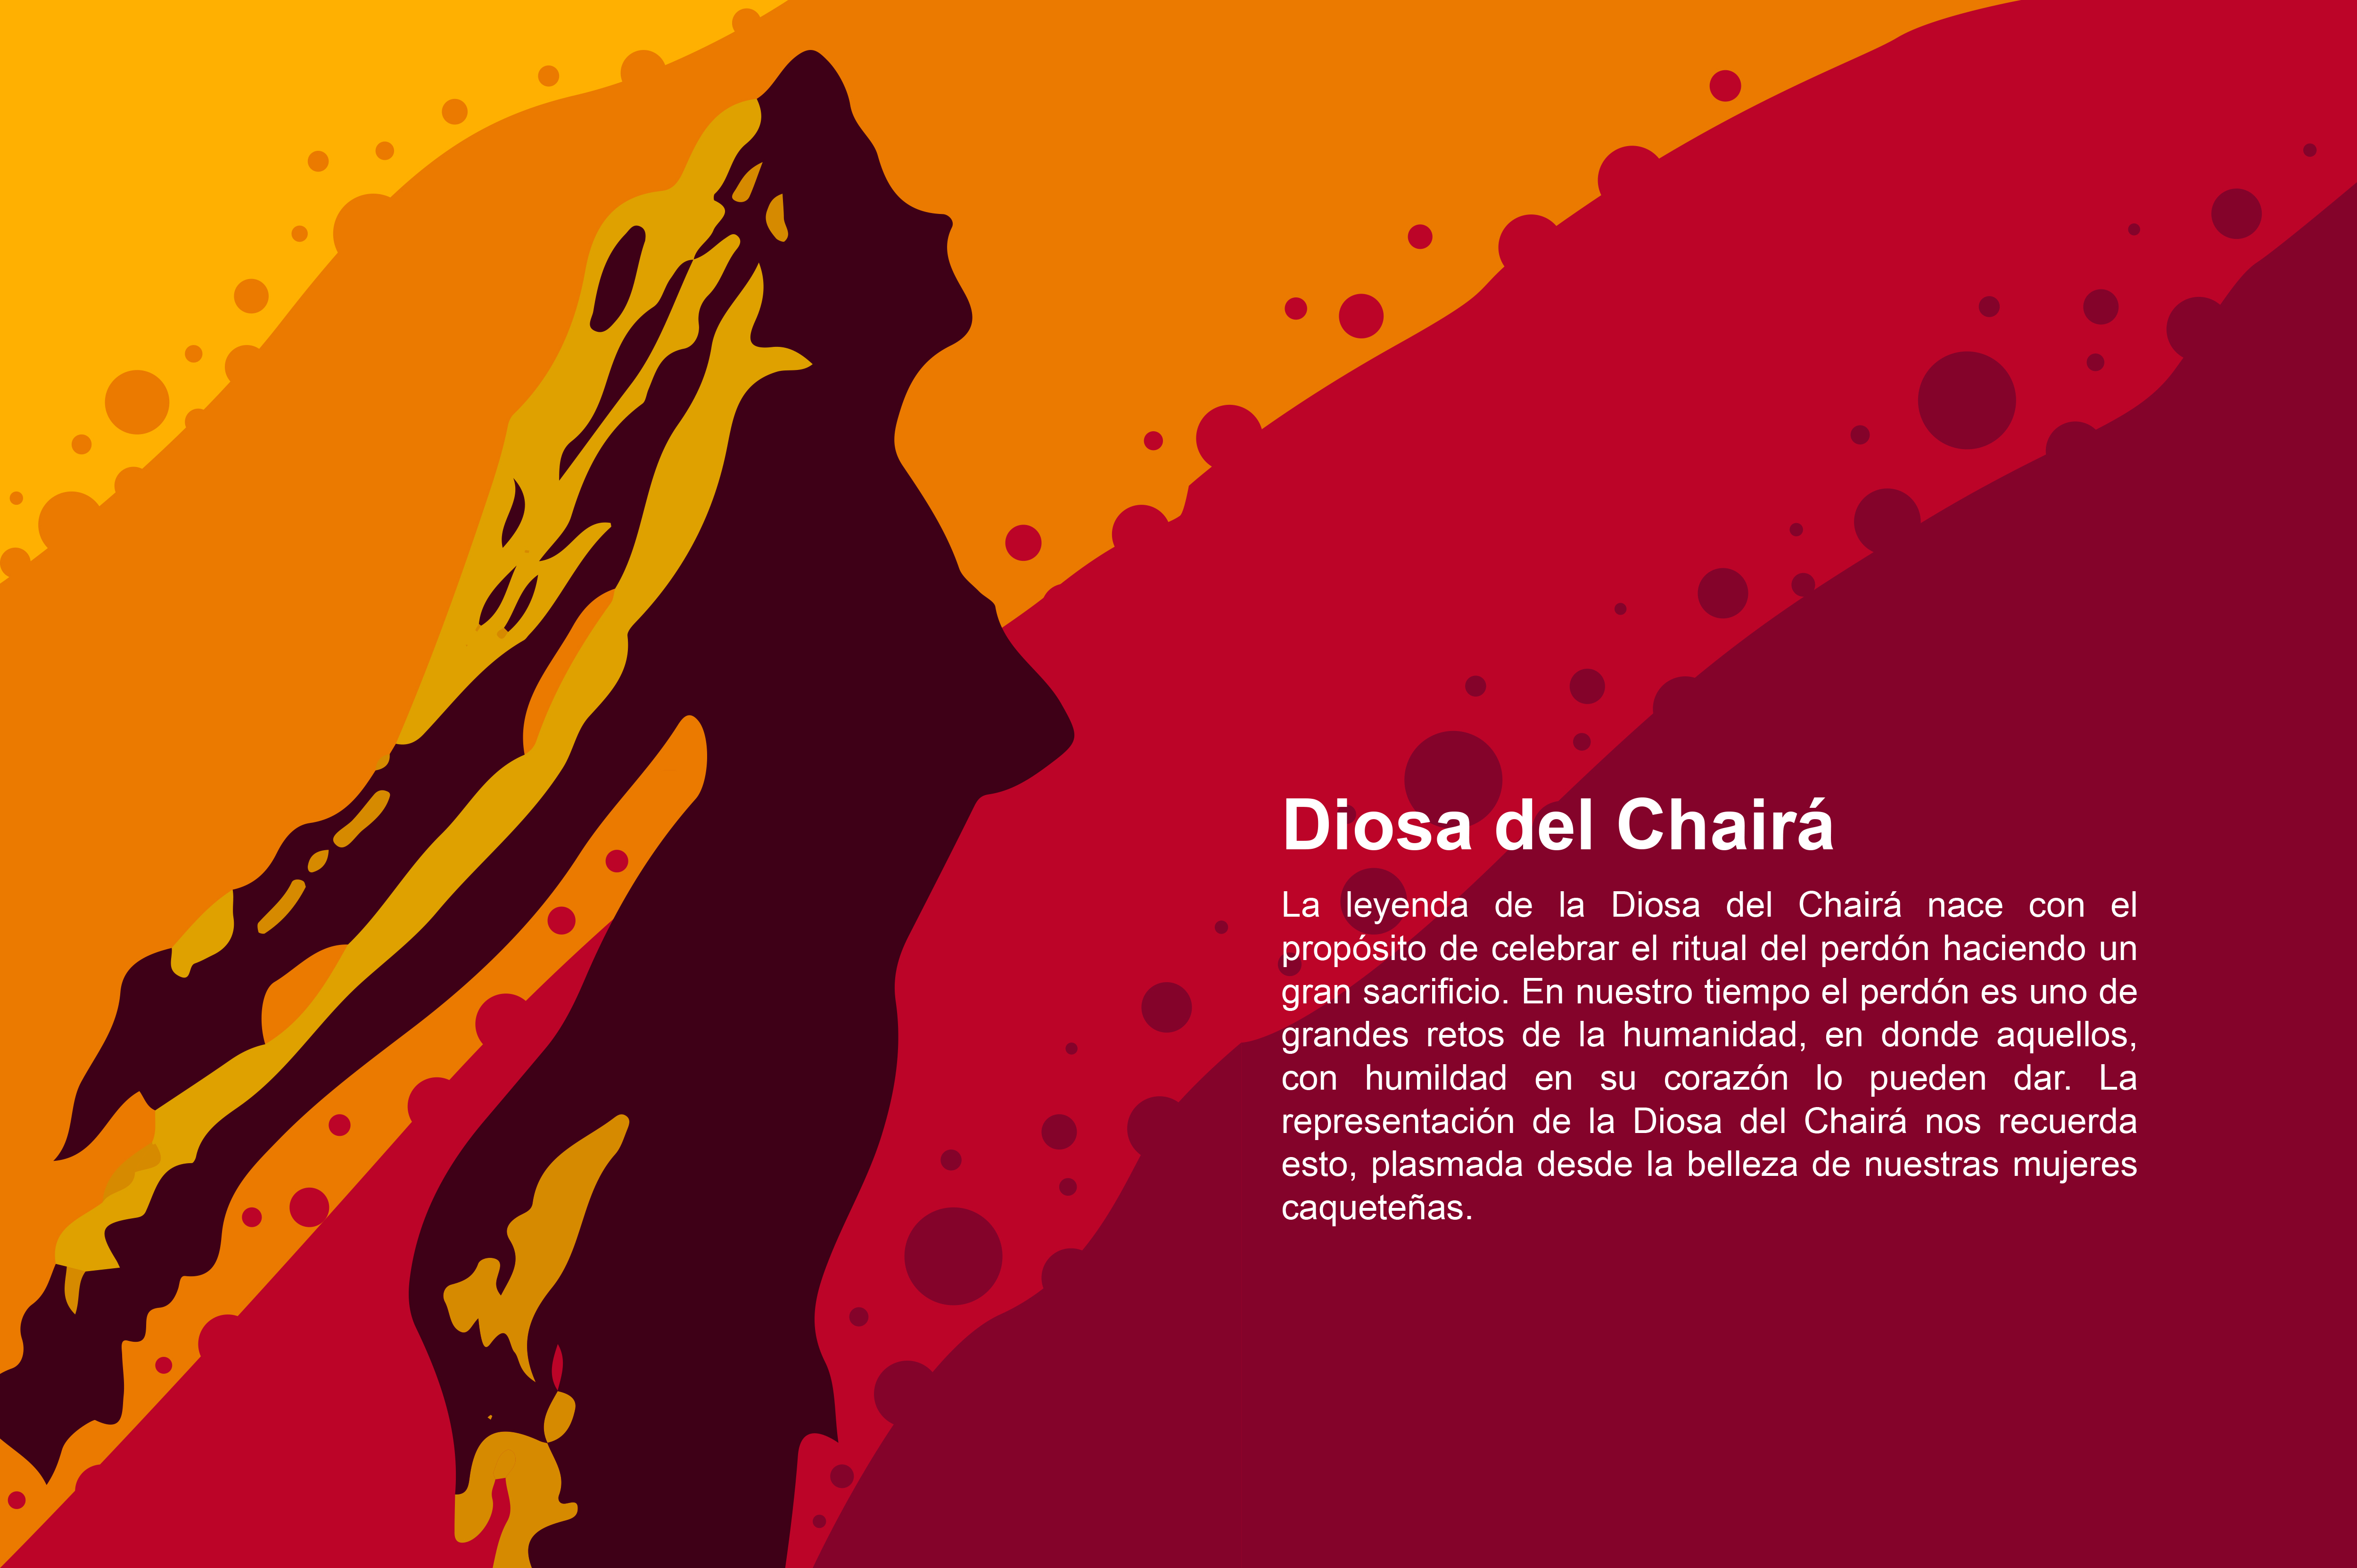 Diosa del Chairá
La leyenda de la Diosa del Chairá nace con el
propósito de celebrar el ritual del perdón haciendo un
gran sacrificio. En nuestro tiempo el perdón es uno de
grandes retos de la humanidad, en donde aquellos,
con humildad en su corazón lo pueden dar. La
representación de la Diosa del Chairá nos recuerda
esto, plasmada desde la belleza de nuestras mujeres
caqueteñas.